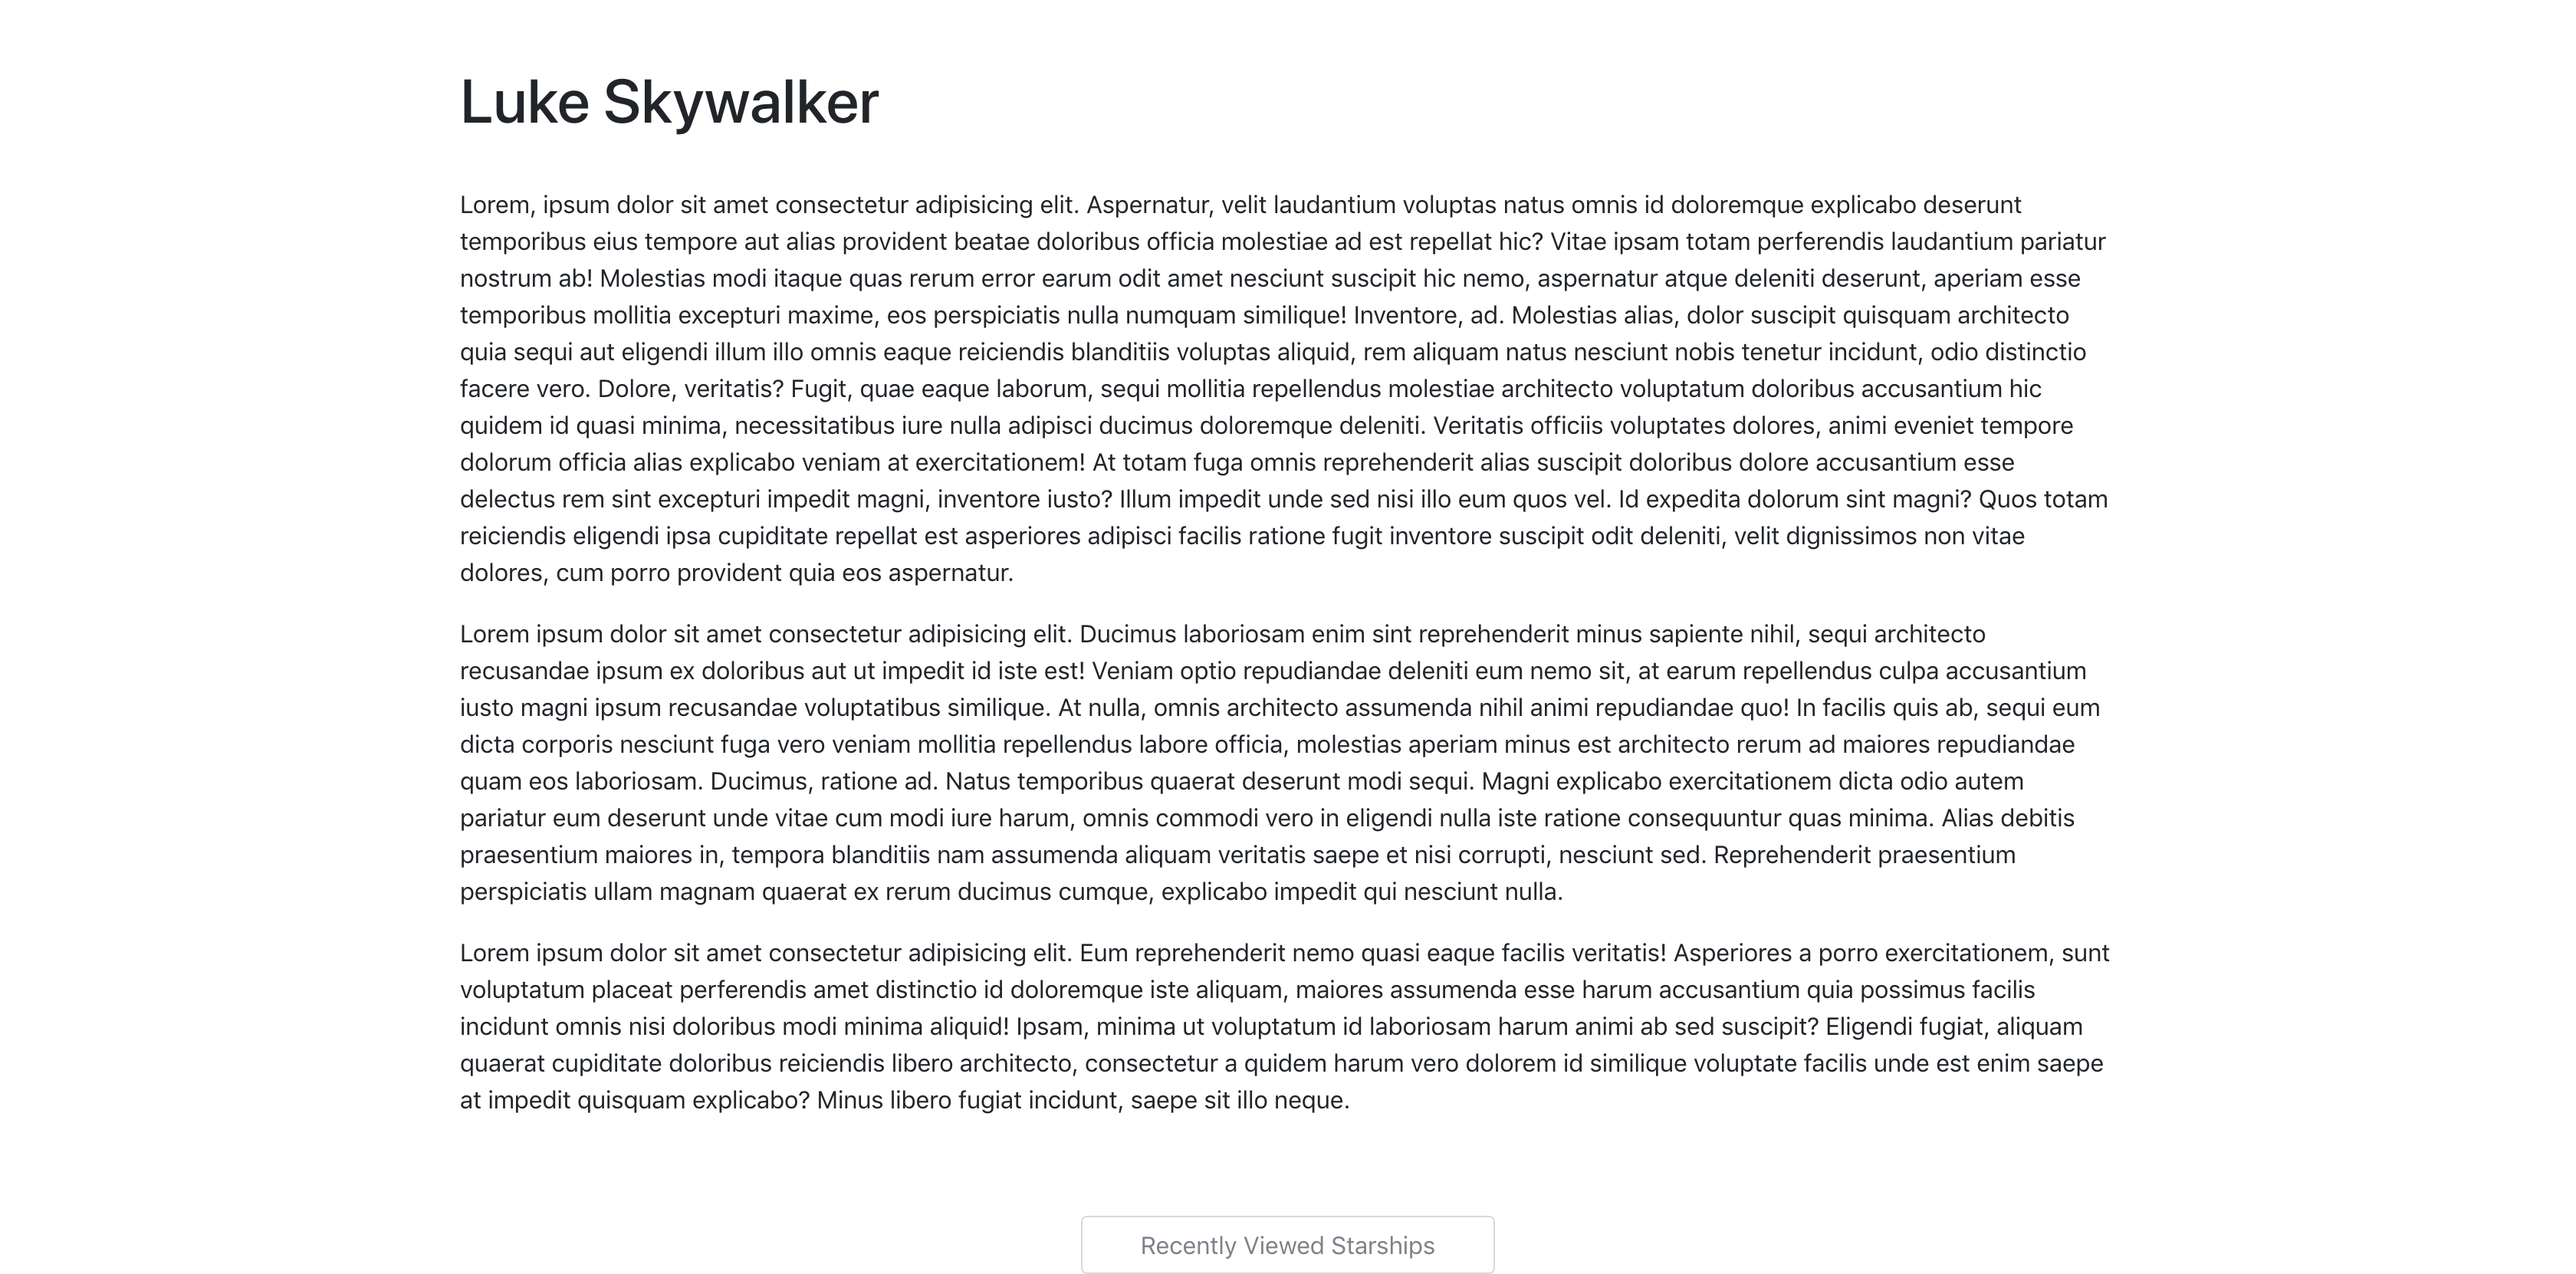 Luke Skywalker
Lorem, ipsum dolor sit amet consectetur adipisicing elit. Aspernatur, velit laudantium voluptas natus omnis id doloremque explicabo deserunt
temporibus eius tempore aut alias provident beatae doloribus officia molestiae ad est repellat hic? Vitae ipsam totam perferendis laudantium pariatur
nostrum ab! Molestias modi itaque quas rerum error earum odit amet nesciunt suscipit hic nemo, aspernatur atque deleniti deserunt, aperiam esse
temporibus mollitia excepturi maxime, eos perspiciatis nulla numquam similique! Inventore, ad. Molestias alias, dolor suscipit quisquam architecto
quia sequi aut eligendi illum illo omnis eaque reiciendis blanditiis voluptas aliquid, rem aliquam natus nesciunt nobis tenetur incidunt, odio distinctio
facere vero. Dolore, veritatis? Fugit, quae eaque laborum, sequi mollitia repellendus molestiae architecto voluptatum doloribus accusantium hic
quidem id quasi minima, necessitatibus iure nulla adipisci ducimus doloremque deleniti. Veritatis officiis voluptates dolores, animi eveniet tempore
dolorum officia alias explicabo veniam at exercitationem! At totam fuga omnis reprehenderit alias suscipit doloribus dolore accusantium esse
delectus rem sint excepturi impedit magni, inventore iusto? Illum impedit unde sed nisi illo eum quos vel. Id expedita dolorum sint magni? Quos totam
reiciendis eligendi ipsa cupiditate repellat est asperiores adipisci facilis ratione fugit inventore suscipit odit deleniti, velit dignissimos non vitae
dolores, cum porro provident quia eos aspernatur.
Lorem ipsum dolor sit amet consectetur adipisicing elit. Ducimus laboriosam enim sint reprehenderit minus sapiente nihil, sequi architecto
recusandae ipsum ex doloribus aut ut impedit id iste est! Veniam optio repudiandae deleniti eum nemo sit, at earum repellendus culpa accusantium
iusto magni ipsum recusandae voluptatibus similique. At nulla, omnis architecto assumenda nihil animi repudiandae quo! In facilis quis ab, sequi eum
dicta corporis nesciunt fuga vero veniam mollitia repellendus labore officia, molestias aperiam minus est architecto rerum ad maiores repudiandae
quam eos laboriosam. Ducimus, ratione ad. Natus temporibus quaerat deserunt modi sequi. Magni explicabo exercitationem dicta odio autem
pariatur eum deserunt unde vitae cum modi iure harum, omnis commodi vero in eligendi nulla iste ratione consequuntur quas minima. Alias debitis
praesentium maiores in, tempora blanditiis nam assumenda aliquam veritatis saepe et nisi corrupti, nesciunt sed. Reprehenderit praesentium
perspiciatis ullam magnam quaerat ex rerum ducimus cumque, explicabo impedit qui nesciunt nulla.
Lorem ipsum dolor sit amet consectetur adipisicing elit. Eum reprehenderit nemo quasi eaque facilis veritatis! Asperiores a porro exercitationem, sunt
voluptatum placeat perferendis amet distinctio id doloremque iste aliquam, maiores assumenda esse harum accusantium quia possimus facilis
incidunt omnis nisi doloribus modi minima aliquid! Ipsam, minima ut voluptatum id laboriosam harum animi ab sed suscipit? Eligendi fugiat, aliquam
quaerat cupiditate doloribus reiciendis libero architecto, consectetur a quidem harum vero dolorem id similique voluptate facilis unde est enim saepe
at impedit quisquam explicabo? Minus libero fugiat incidunt, saepe sit illo neque.
Recently Viewed Starships